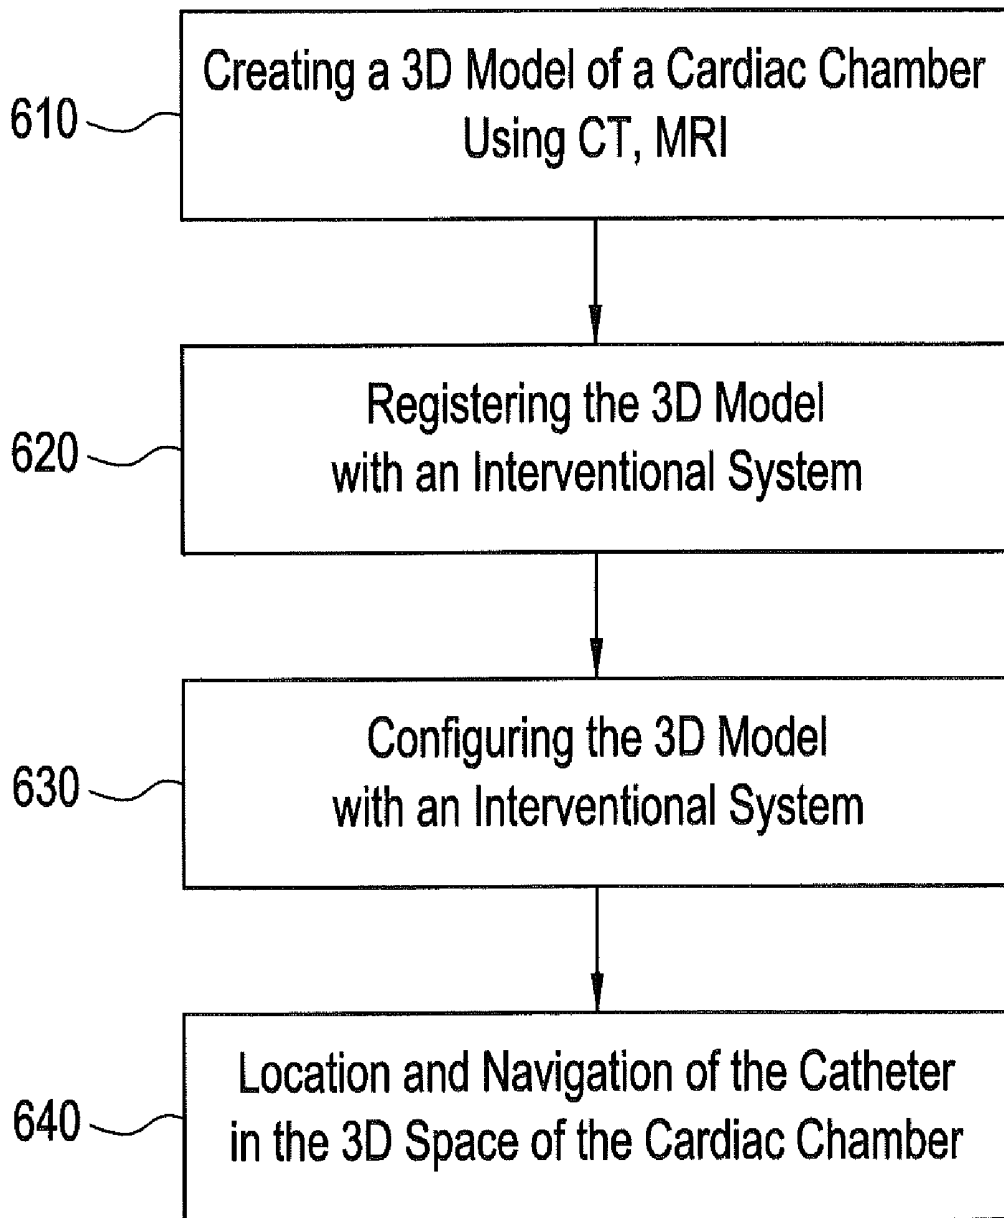 610
Creating a 3D Model of a Cardiac Chamber
Using CT, MRI
620
Registering the 3D Model
with an Interventional System
630
Configuring the 3D Model
with an Interventional System
640
Location and Navigation of the Catheter
in the 3D Space of the Cardiac Chamber